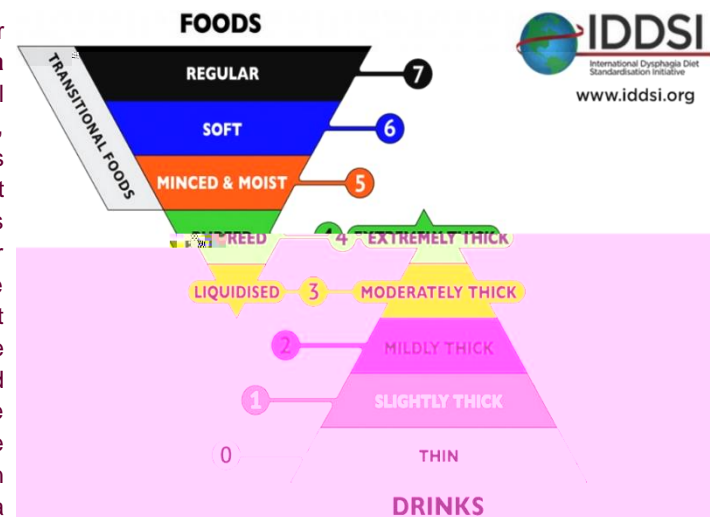 FOODS
IDDSI
International Dysphagia Diet
Standardisation Initiative
www.iddsi.org
TRANSITIONAL FOODS
REGULAR 7
SOFT 6
MINCED & MOIST 5
4 EXTREMELY THICK
LIQUIDISED 3 MODERATELY THICK
2 MILDLY THICK
1 SLIGHTLY THICK
0 THIN
DRINKS